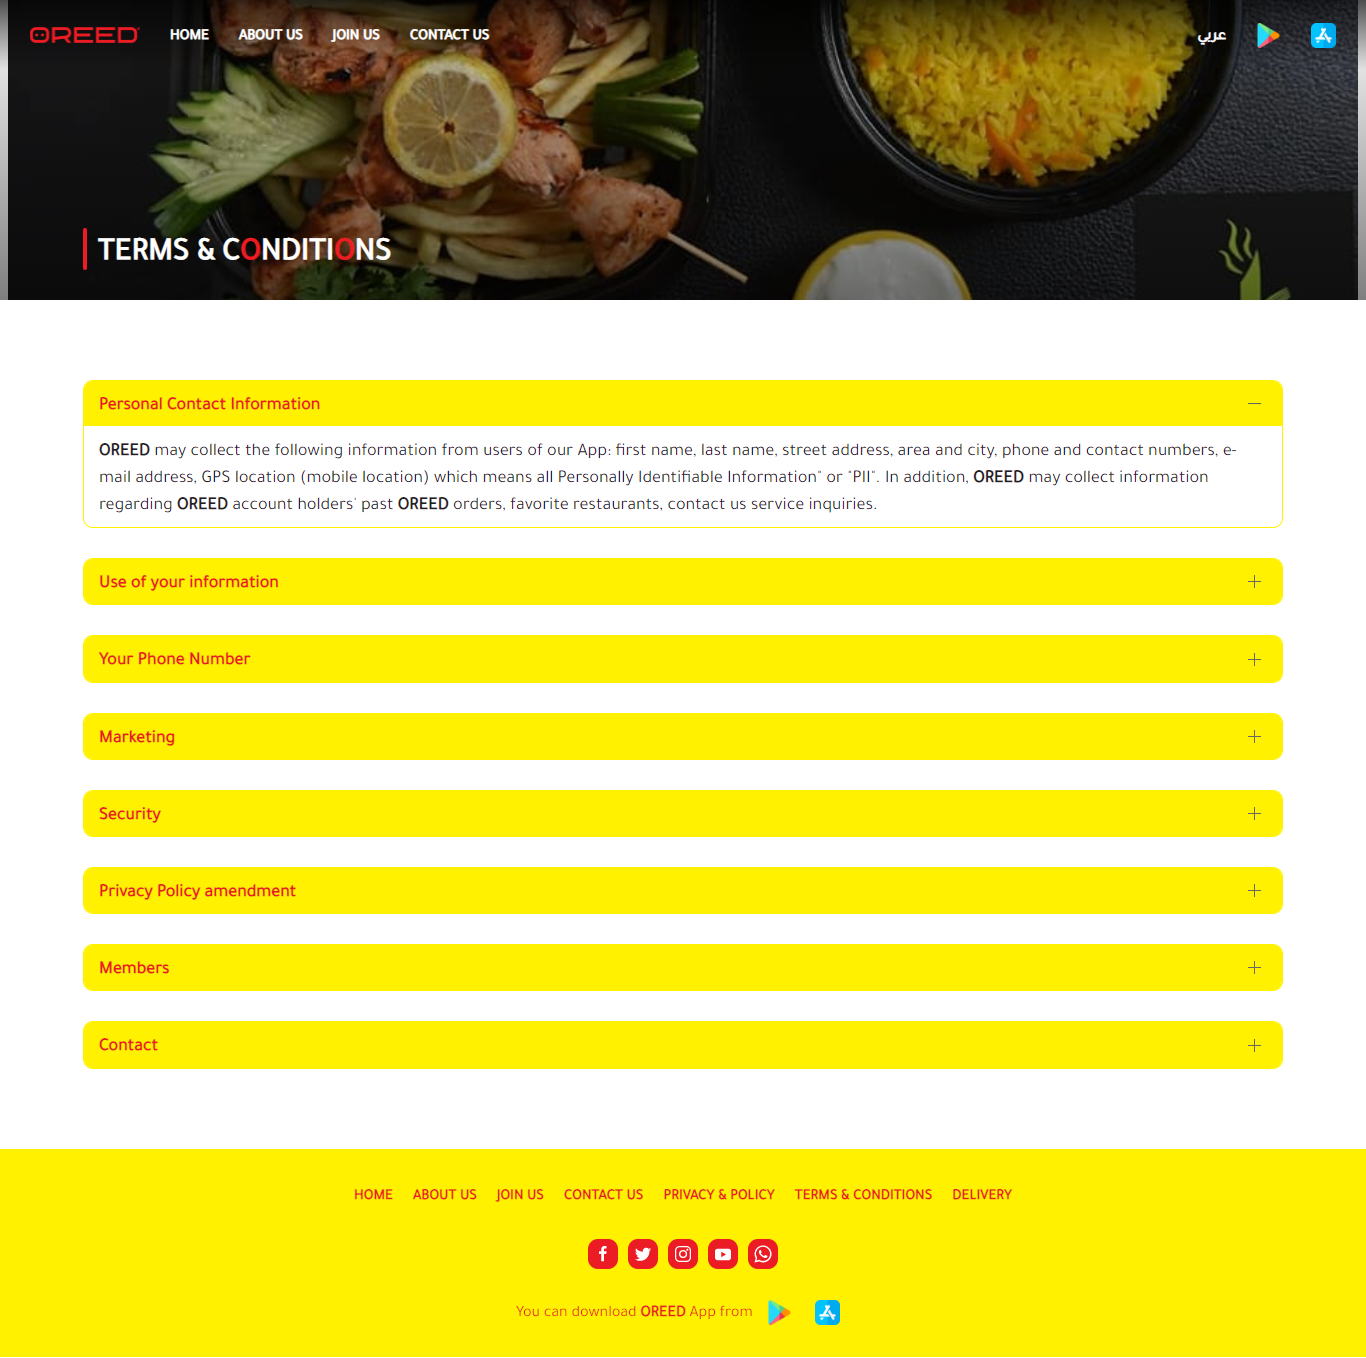 OREED HOME ABOUT US JOIN US CONTACT US عربي
TERMS & CONDITIONS
Personal Contact Information
OREED may collect the following information from users of our App: first name, last name, street address, area and city, phone and contact numbers, e-
mail address, GPS location (mobile location) which means all Personally Identifiable Information" or "PII". In addition, OREED may collect information
regarding OREED account holders' past OREED orders, favorite restaurants, contact us service inquiries.
Use of your information
Your Phone Number
Marketing
Security
Privacy Policy amendment
Members
Contact
HOME ABOUT US JOIN US CONTACT US PRIVACY & POLICY TERMS & CONDITIONS DELIVERY
You can download OREED App from